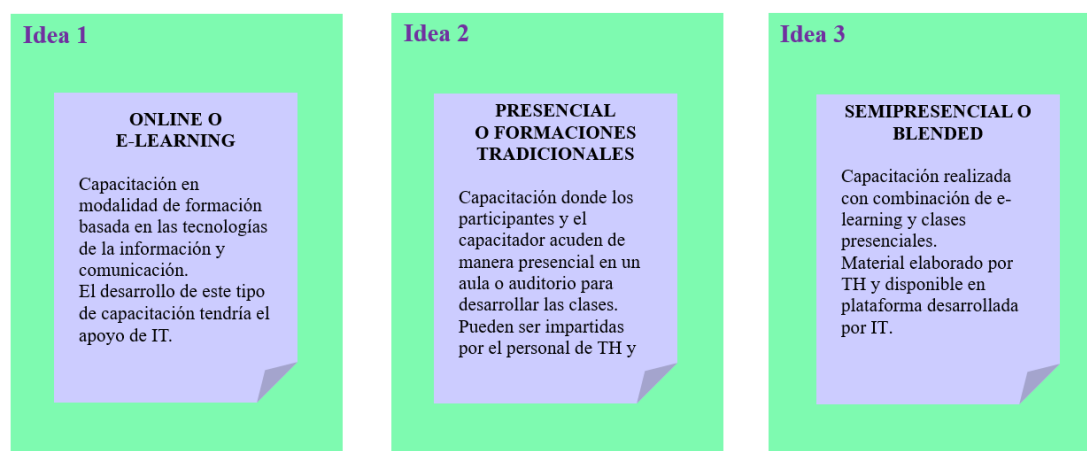 Idea 1
ONLINE O
E-LEARNING
Capacitación en
modalidad de formación
basada en las tecnologías
de la información y
comunicación.
El desarrollo de este tipo
de capacitación tendría el
apoyo de IT.
Idea 2
PRESENCIAL
O FORMACIONES
TRADICIONALES
Capacitación donde los
participantes y el
capacitador acuden de
manera presencial en un
aula o auditorio para
desarrollar las clases.
Pueden ser impartidas
por el personal de TH y
Idea 3
SEMIPRESENCIAL O
BLENDED
Capacitación realizada
con combinación de e-
learning y clases
presenciales.
Material elaborado por
TH y disponible en
plataforma desarrollada
por IT.